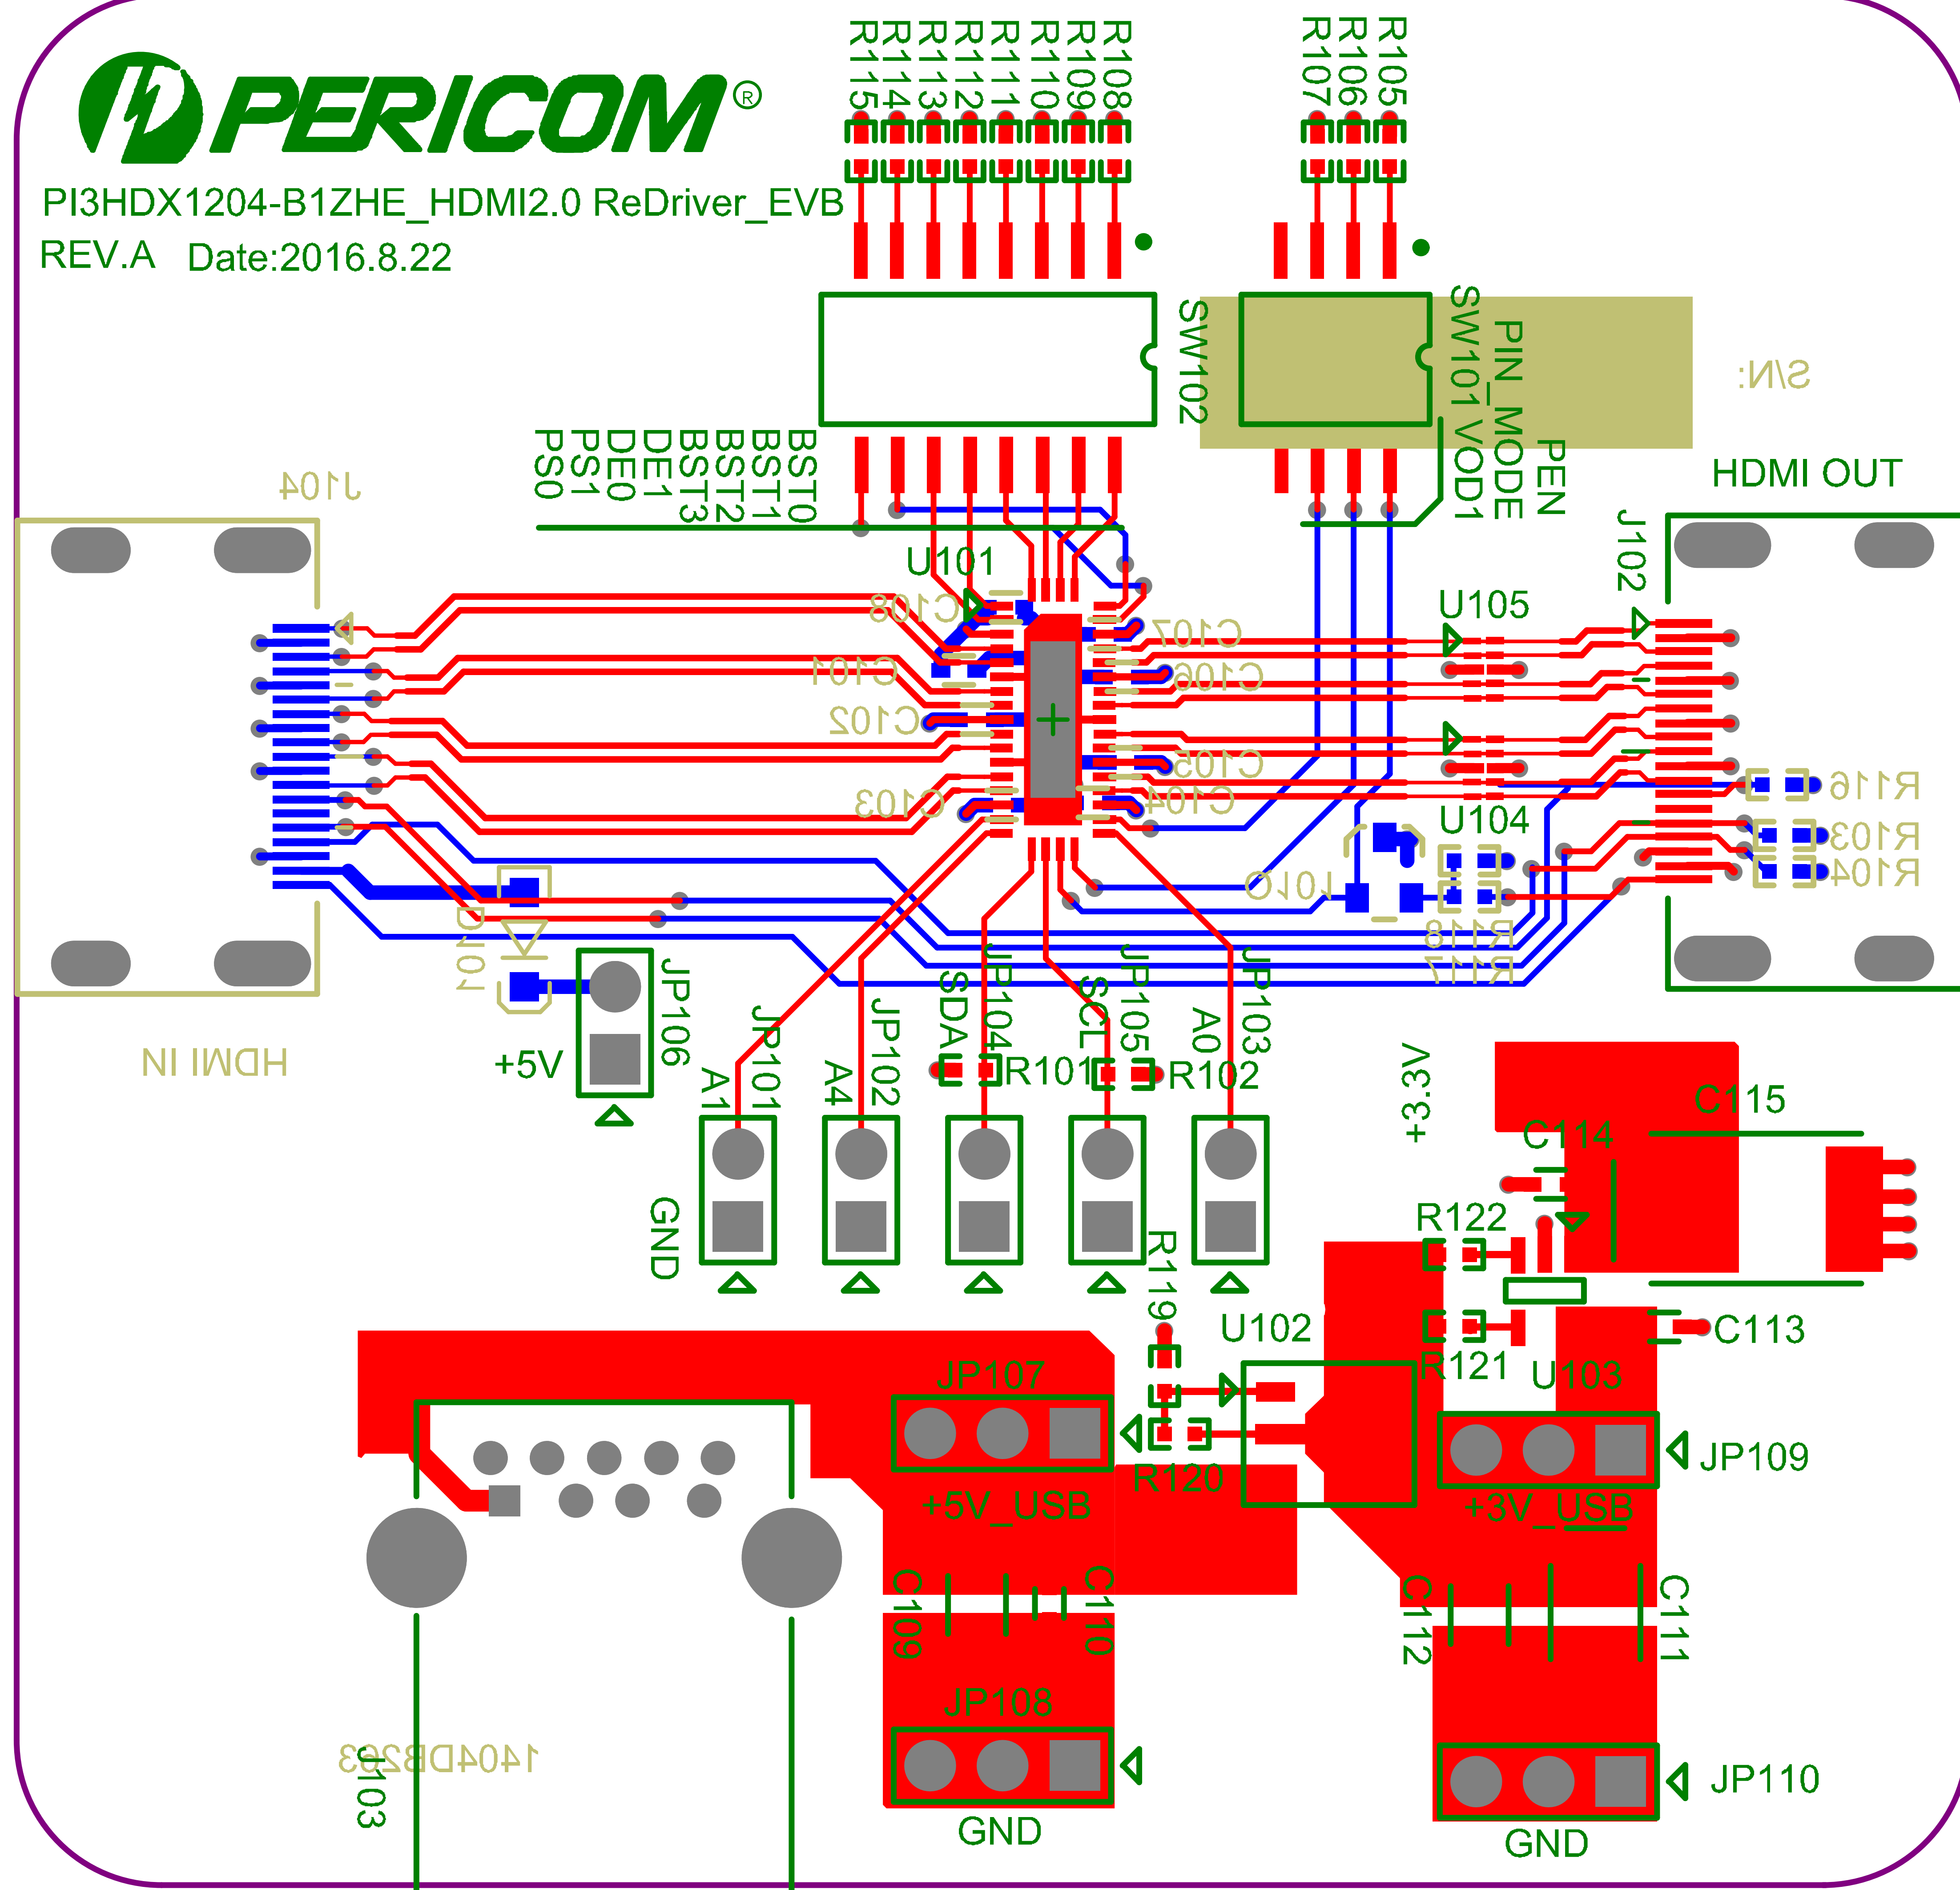 R115
R114
R113
R112
R111
R110
R109
R108
R107
R106
R105
PERICOM ®
PI3HDX1204-B1ZHE_HDMI2.0 ReDriver_EVB
REV.A Date:2016.8.22
SW102
SW101
PIN_MODE
VOD1
PEN
S/N:
PS0
PS1
DE0
DE1
BST3
BST2
BST1
BST0
HDMI OUT
J104
J102
U101
U105
C108
C107
C101
C106
C102
C105
C103
C104
U104
R116
R103
R104
Q101
R118
R117
D101
JP106
+5V
HDMI IN
JP101
A1
JP102
A4
JP104
SDA
JP105
SCL
JP103
A0
R101
R102
+3.3V
C115
C114
GND
R119
R122
U102
R121
U103
C113
JP107
+5V_USB
R120
JP109
+3V_USB
C109
C110
C112
C111
JP108
GND
JP110
GND
1404DB263
J103